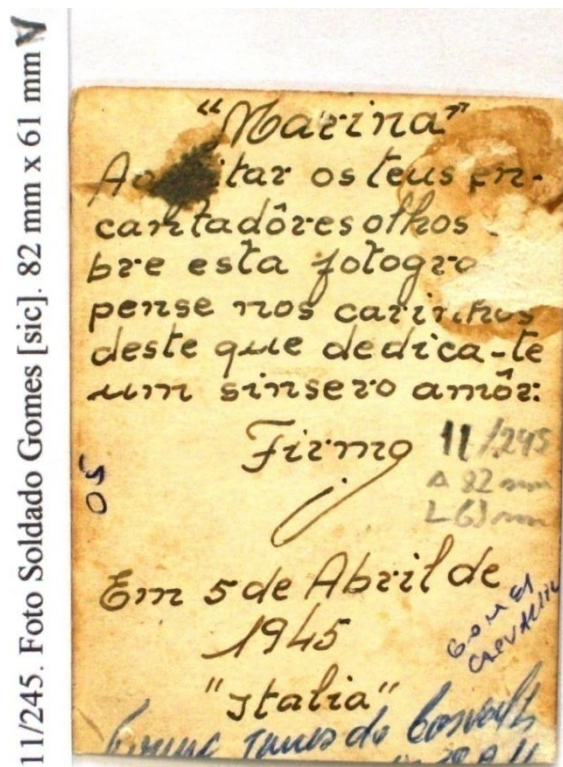 11/245. Foto Soldado Gomes [sic]. 82 mm x 61 mm V
"Marina"
tar os teus en-
cantadôres olhos
bre esta fotogra
pense nos carinhos
deste que dedica-te
um sinsero amôr:
Firmo
11/245
A 82 mm
L 61 mm
50
Em 5 de Abril de
1945
"Italia"
GOMES
CARVALHO